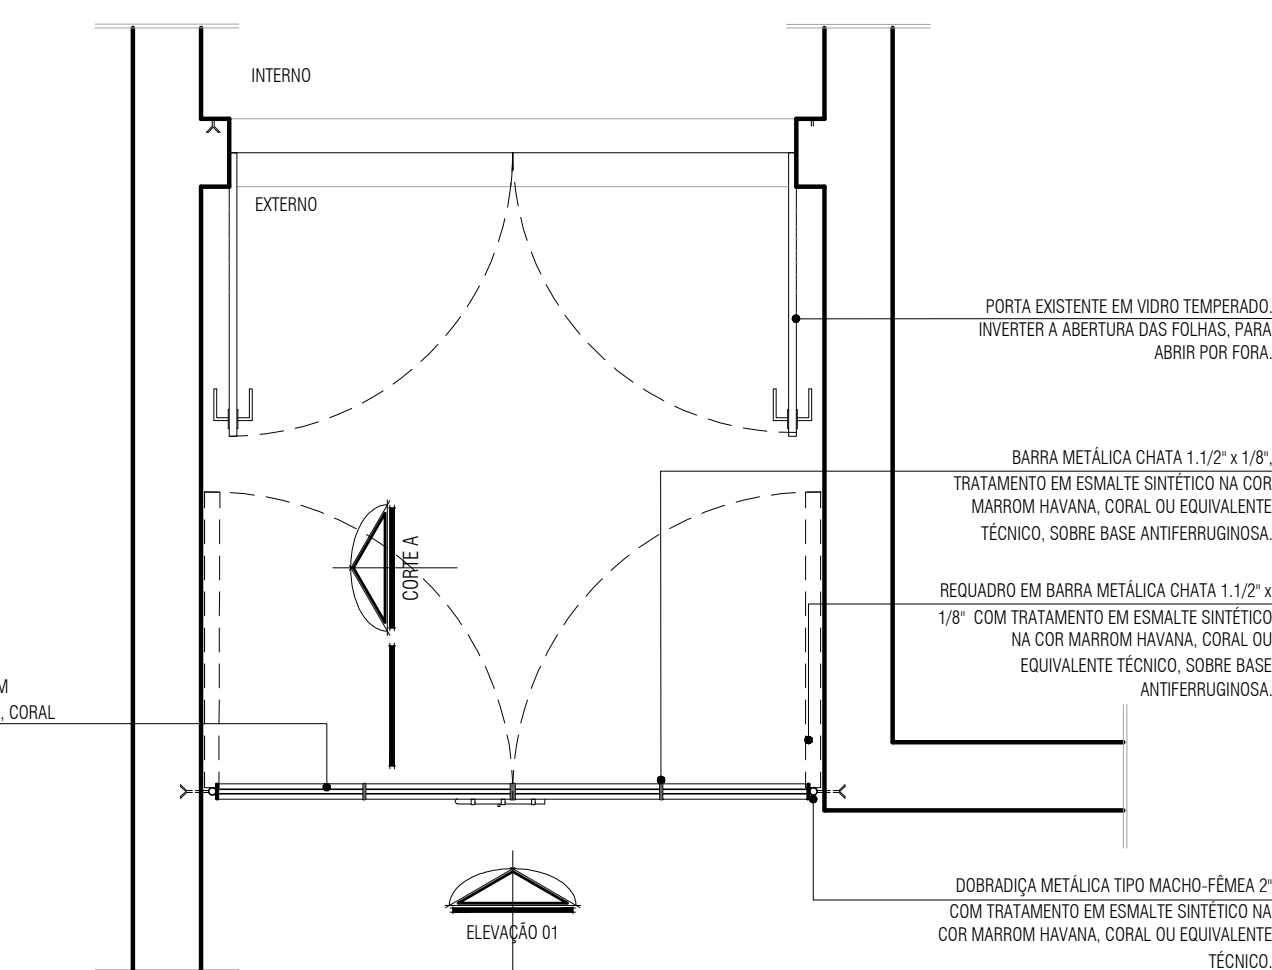 INTERNO
EXTERNO
PORTA EXISTENTE EM VIDRO TEMPERADO.
INVERTER A ABERTURA DAS FOLHAS, PARA
ABRIR POR FORA.
BARRA METÁLICA CHATA 1.1/2" x 1/8",
TRATAMENTO EM ESMALTE SINTÉTICO NA COR
MARROM HAVANA, CORAL OU EQUIVALENTE
TÉCNICO, SOBRE BASE ANTIFERRUGINOSA.
CORTE A
REQUADRO EM BARRA METÁLICA CHATA 1.1/2" x
1/8" COM TRATAMENTO EM ESMALTE SINTÉTICO
NA COR MARROM HAVANA, CORAL OU
EQUIVALENTE TÉCNICO, SOBRE BASE
ANTIFERRUGINOSA.
M
, CORAL
DOBRADIÇA METÁLICA TIPO MACHO-FÊMEA 2"
COM TRATAMENTO EM ESMALTE SINTÉTICO NA
COR MARROM HAVANA, CORAL OU EQUIVALENTE
TÉCNICO.
ELEVAÇÃO 01